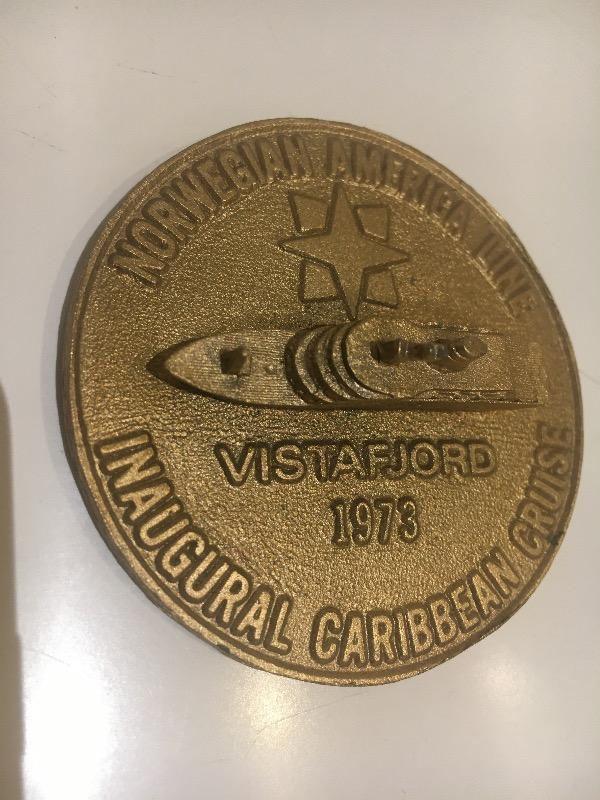 NORWEGIAN AMERICA LINE
VISTAFJORD
1973
INAUGURAL CARIBBEAN CRUISE